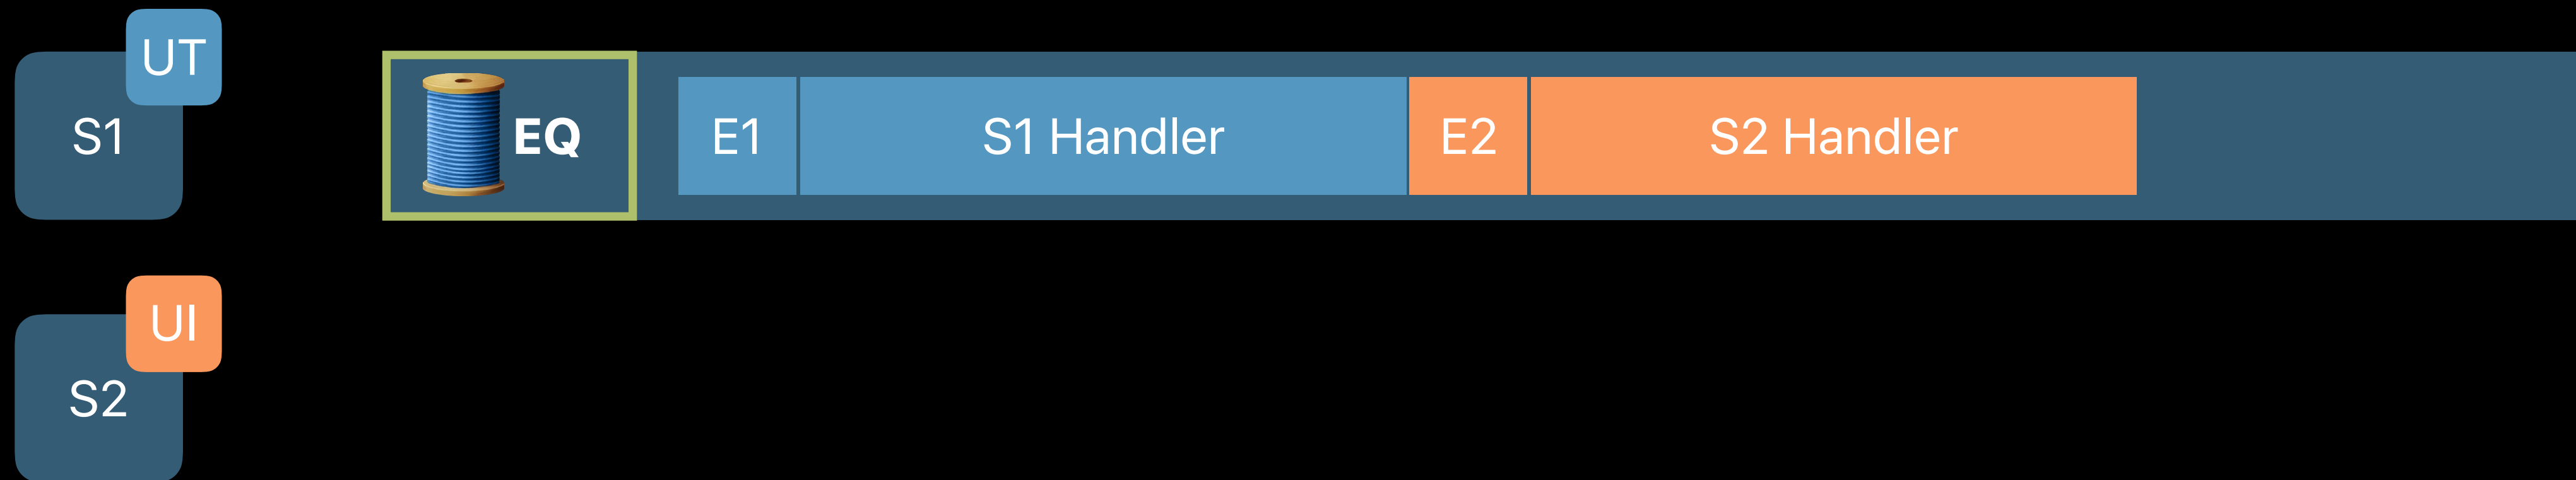 UT
S1
EQ
E1
S1 Handler
E2
S2 Handler
UI
S2